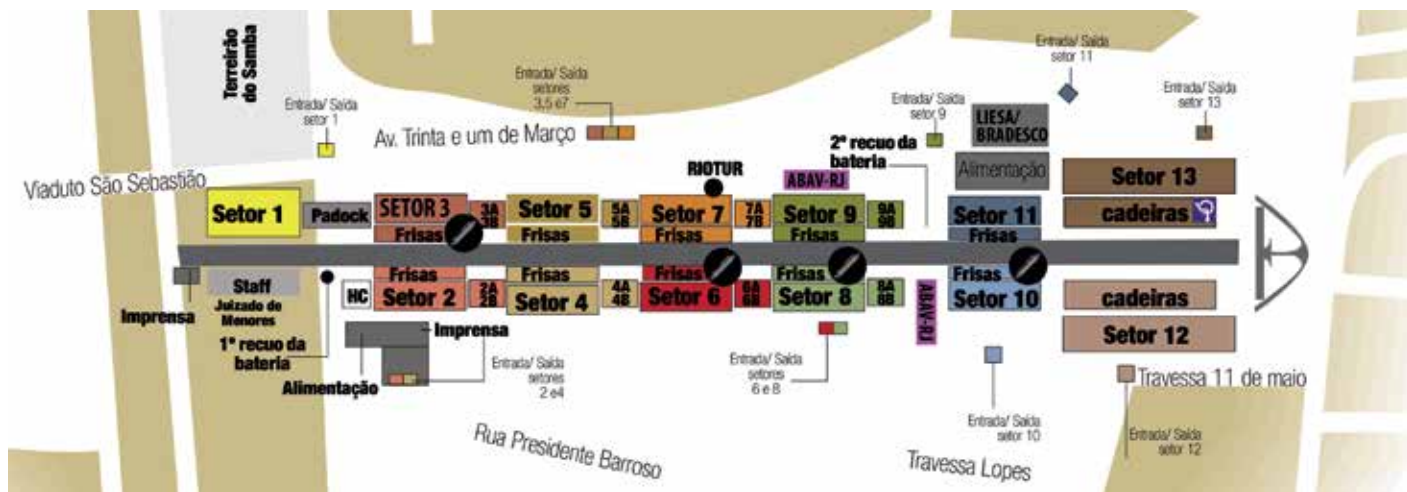 Terreirão
do Samba
Entrada/ Saída
setor 1
Entrada/ Saída
setores
3,5 e7
Av. Trinta e um de Março
Entrada/ Saída
setor 9
Entrada/ Saída
setor 11
Entrada/ Saída
setor 13
LIESA/
BRADESCO
Alimentação
2º recuo da
bateria
RIOTUR
ABAV-RJ
Viaduto São Sebastião
Setor 1
Padock
SETOR 3
Frisas
3A
3B
Setor 5
Frisas
5A
5B
Setor 7
Frisas
7A
7B
Setor 9
Frisas
9A
9B
Setor 11
Frisas
Setor 13
cadeiras
Imprensa
Staff
Juizado de
Menores
1º recuo da
bateria
HC
Frisas
Setor 2
2A
2B
Frisas
Setor 4
4A
4B
Frisas
Setor 6
6A
6B
Frisas
Setor 8
8A
8B
ABAV-RJ
Frisas
Setor 10
cadeiras
Setor 12
Imprensa
Alimentação
Entrada/ Saída
setores
2 e4
Entrada/ Saída
setores
6 e 8
Entrada/ Saída
setor 10
Travessa 11 de maio
Entrada/ Saída
setor 12
Rua Presidente Barroso
Travessa Lopes